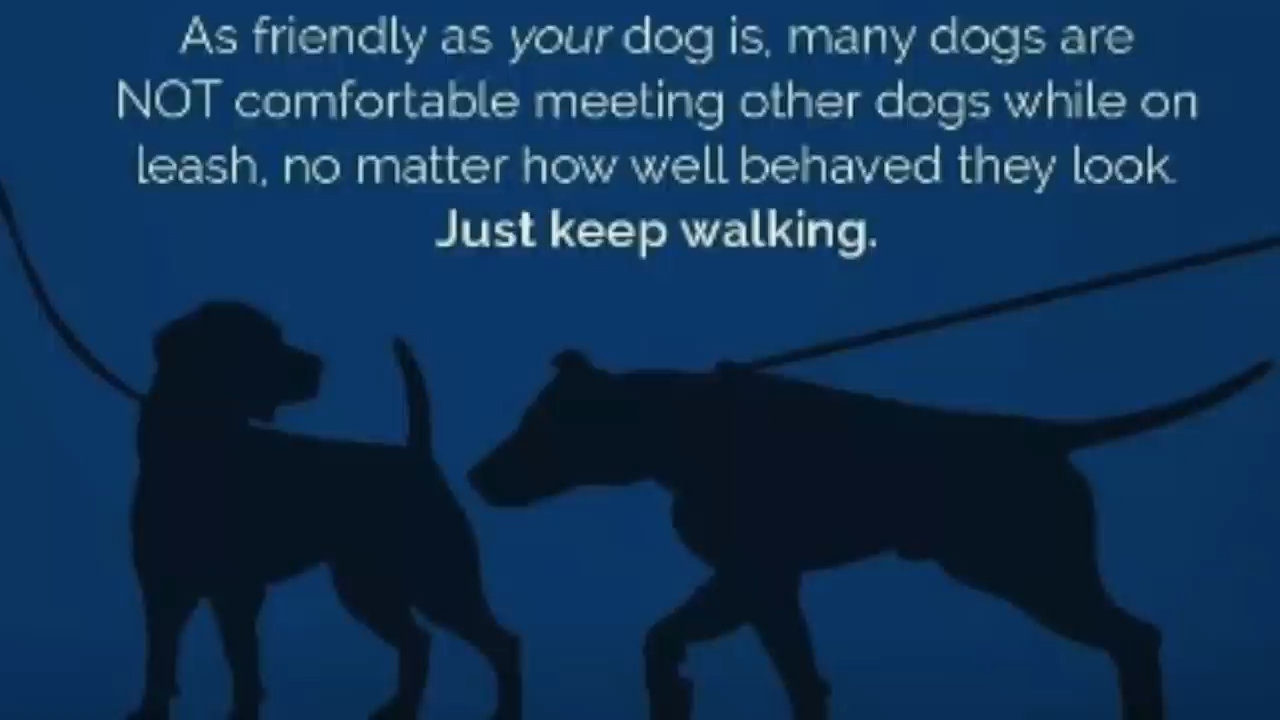 As friendly as your dog is, many dogs are
NOT comfortable meeting other dogs while on
leash, no matter how well behaved they look.
Just keep walking.